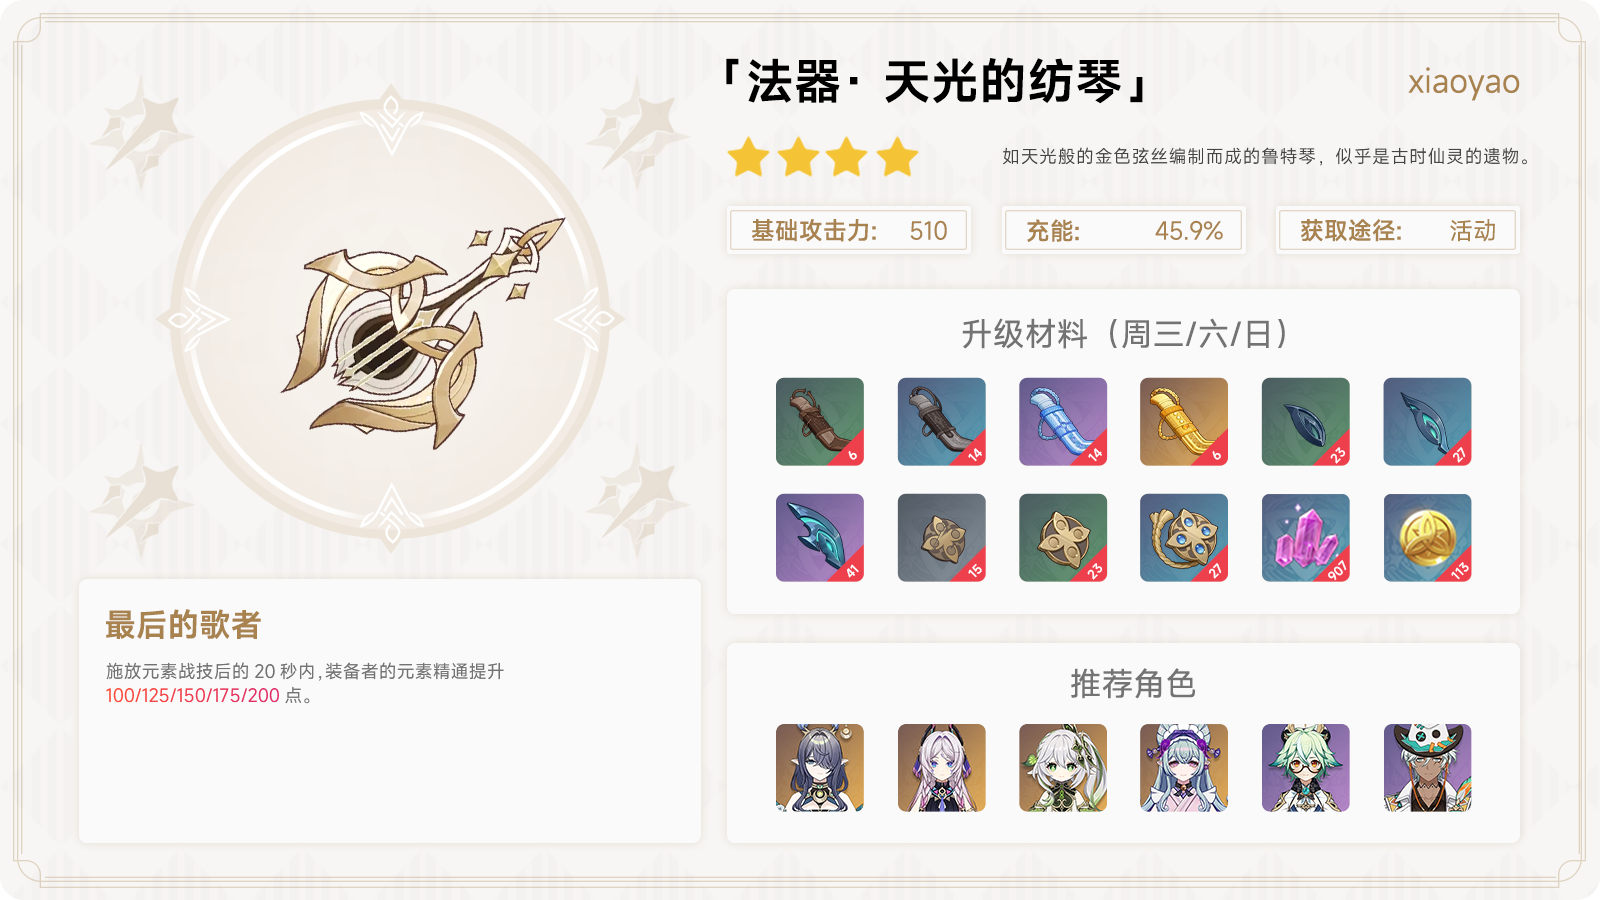 「法器· 天光的纺琴」
xiaoyao
如天光般的金色弦丝编制而成的鲁特琴，似乎是古时仙灵的遗物。
基础攻击力: 510
充能: 45.9%
获取途径: 活动
升级材料（周三/六/日）
6 14 14 6 23 27
41 15 23 27 907 113
最后的歌者
施放元素战技后的 20 秒内，装备者的元素精通提升
100/125/150/175/200 点。
推荐角色